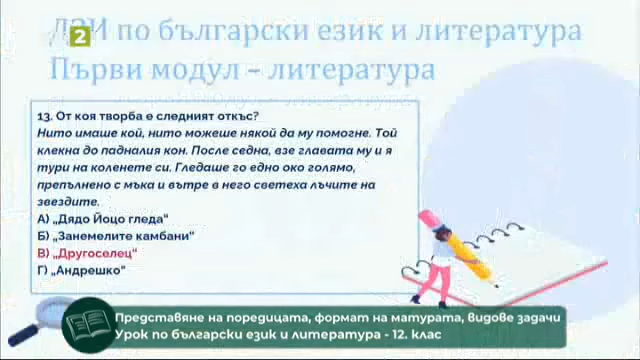 ДЗИ по български език и литература
2
Първи модул – литература
13. От коя творба е следният откъс?
Нито имаше кой, нито можеше някой да му помогне. Той
клекна до падналия кон. После седна, взе главата му и я
тури на коленете си. Гледаше го едно око голямо,
препълнено с мъка и вътре в него светеха лъчите на
звездите.
А) „Дядо Йоцо гледа“
Б) „Занемелите камбани“
В) „Другоселец“
Г) „Андрешко“
Представяне на поредицата, формат на матурата, видове задачи
Урок по български език и литература - 12. клас